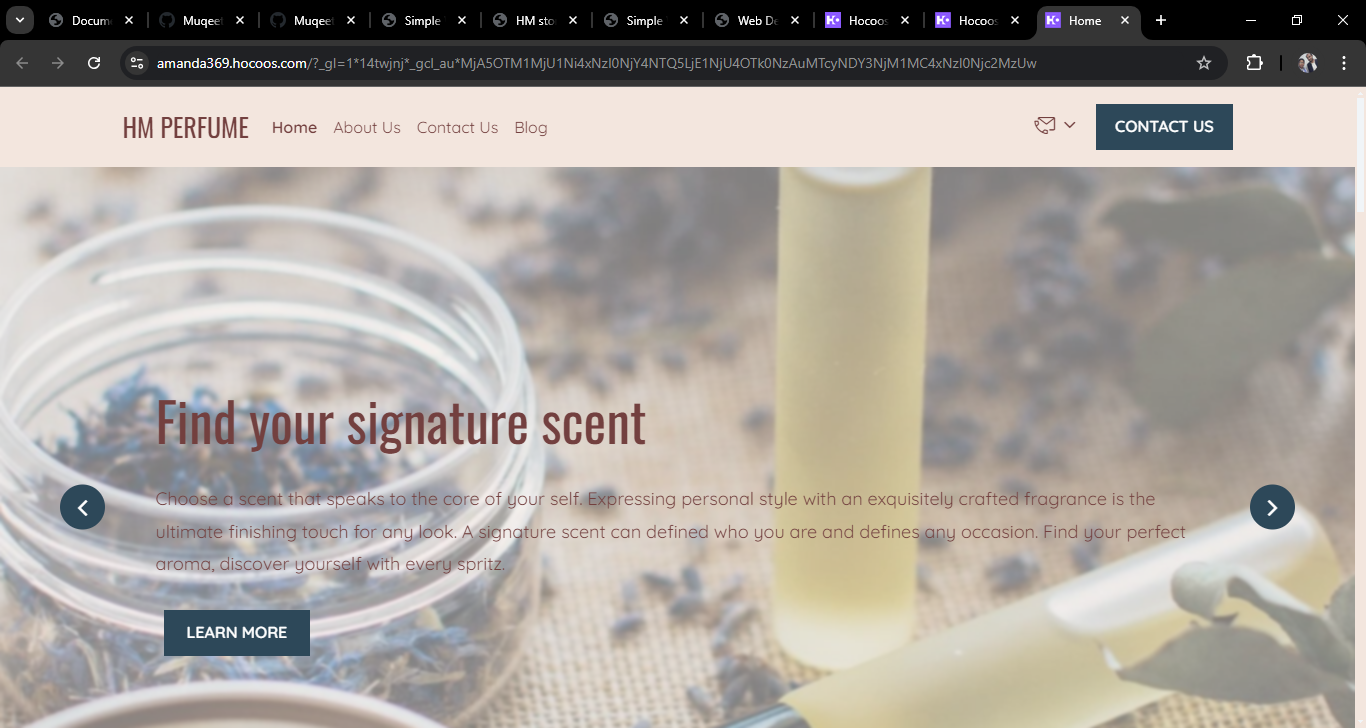 Docum
Muqeet
Muqeet
Simple
HM sto
Simple
Web De
Hocoos
Hocoos
Home
amanda369.hocoos.com/?_gl=1*14twjnj*_gcl_au*MjA5OTM1MjU1Ni4xNzI0NjY4NTQ5LjE1NjU4OTk0NzAuMTcyNDY3NjM1MC4xNzI0Njc2MzUw
HM PERFUME Home About Us Contact Us Blog CONTACT US
Find your signature scent
Choose a scent that speaks to the core of your self. Expressing personal style with an exquisitely crafted fragrance is the
ultimate finishing touch for any look. A signature scent can defined who you are and defines any occasion. Find your perfect
aroma, discover yourself with every spritz.
LEARN MORE